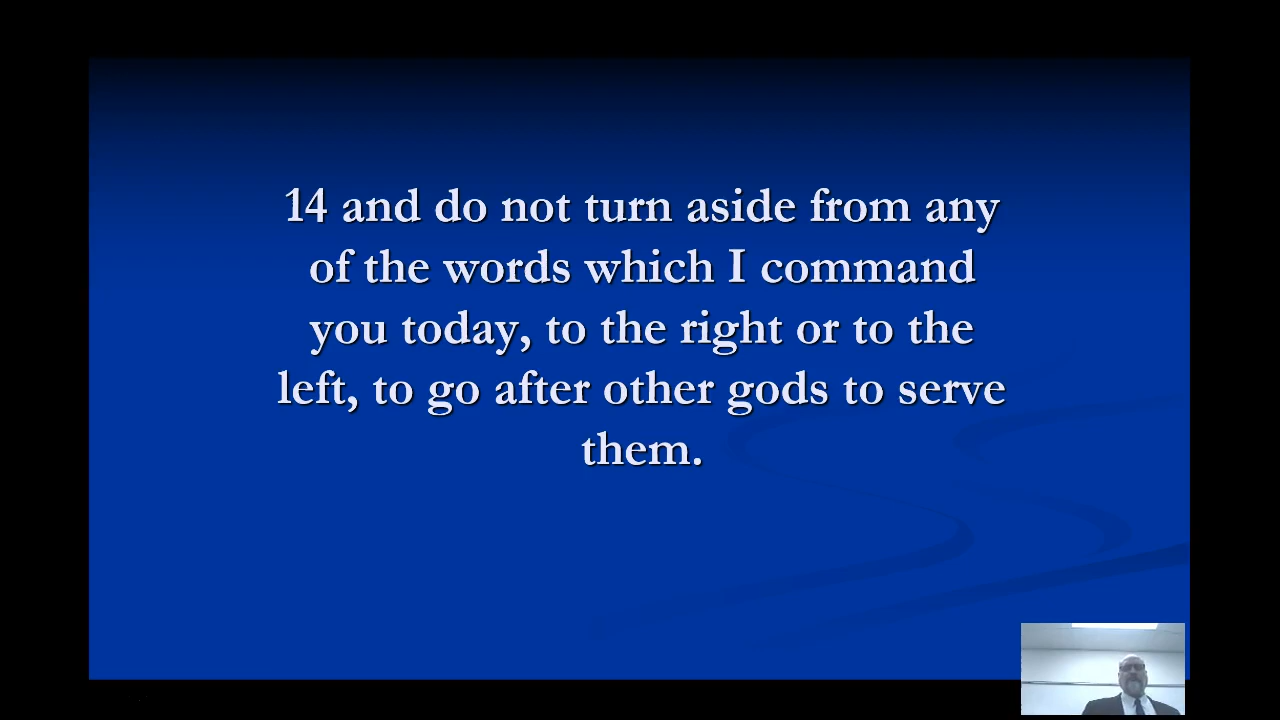 14 and do not turn aside from any
of the words which I command
you today, to the right or to the
left, to go after other gods to serve
them.